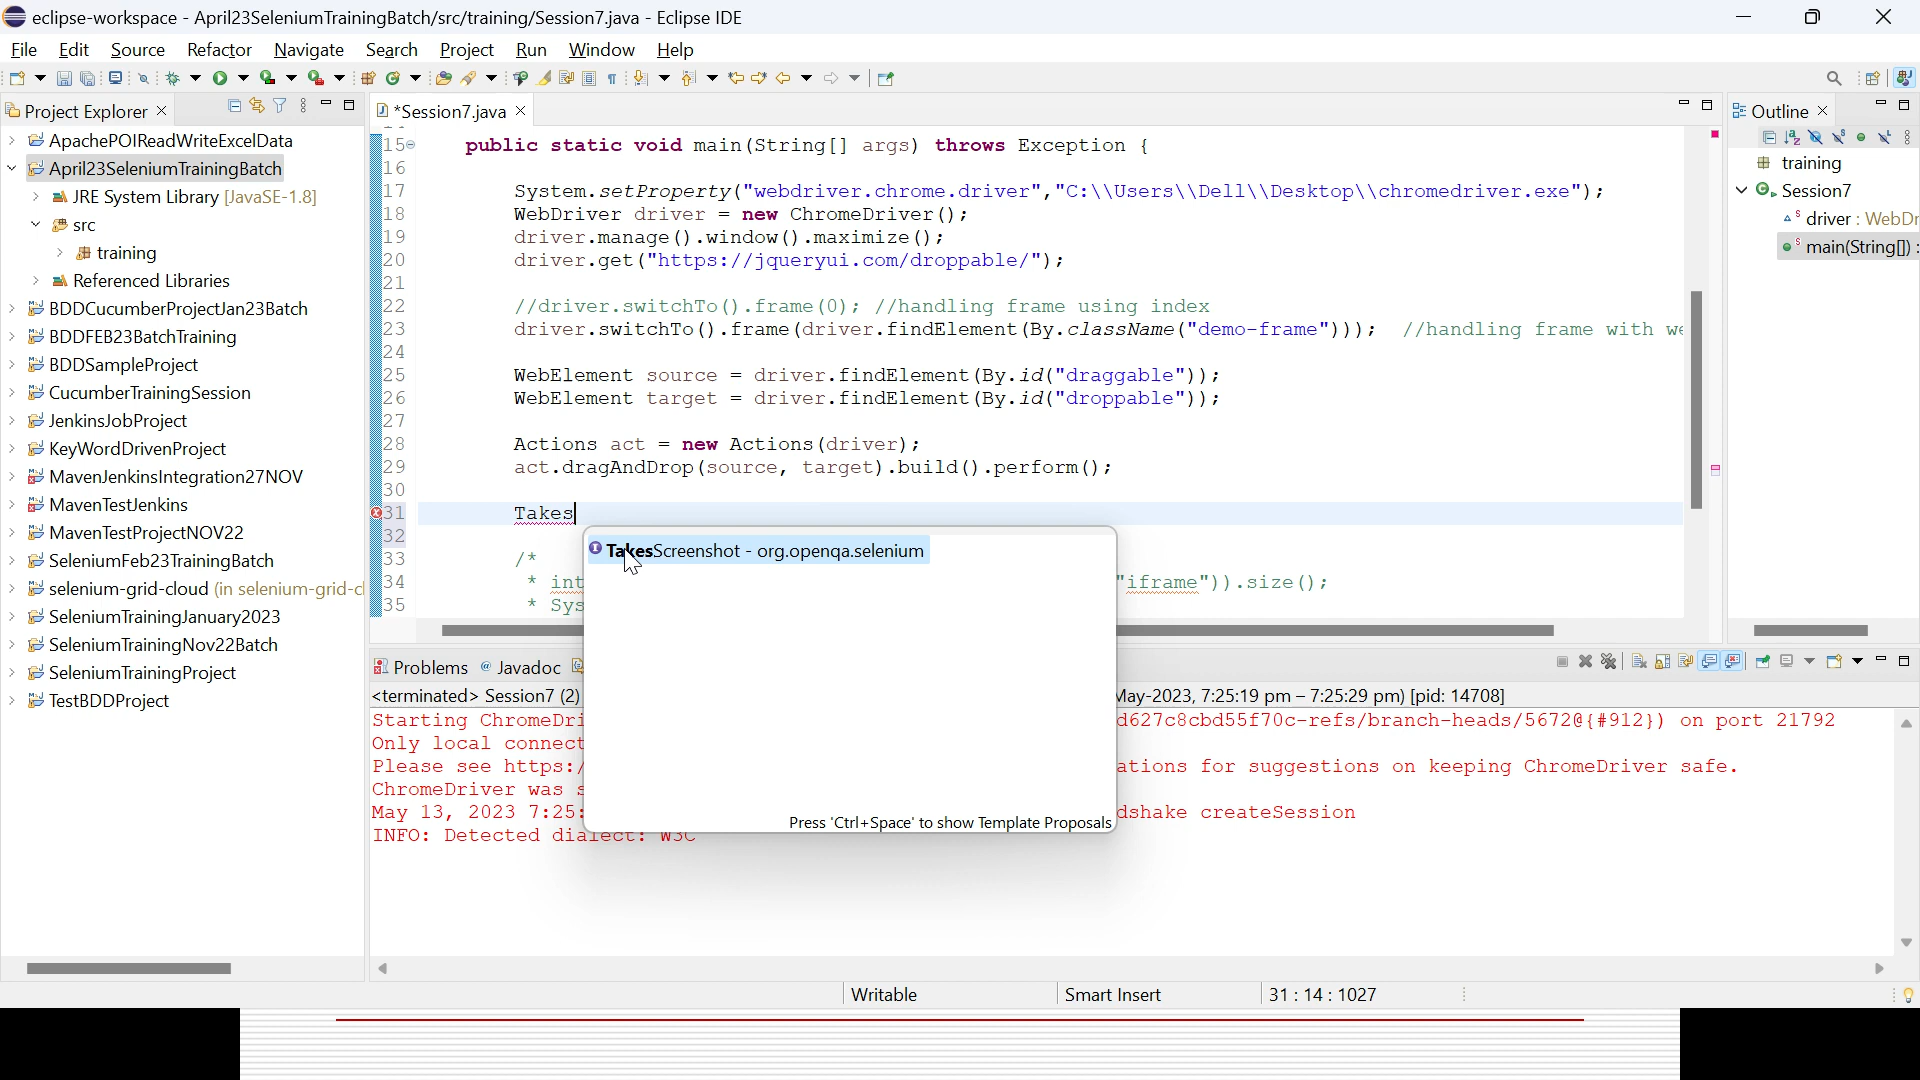 eclipse-workspace - April23SeleniumTrainingBatch/src/training/Session7.java - Eclipse IDE
File Edit Source Refactor Navigate Search Project Run Window Help
Project Explorer
ApachePOIReadWriteExcelData
April23SeleniumTrainingBatch
JRE System Library [JavaSE-1.8]
src
training
Referenced Libraries
BDDCucumberProjectJan23Batch
BDDFEB23BatchTraining
BDDSampleProject
CucumberTrainingSession
JenkinsJobProject
KeyWordDrivenProject
MavenJenkinsIntegration27NOV
MavenTestJenkins
MavenTestProjectNOV22
SeleniumFeb23TrainingBatch
selenium-grid-cloud (in selenium-grid-cl
SeleniumTrainingJanuary2023
SeleniumTrainingNov22Batch
SeleniumTrainingProject
TestBDDProject
*Session7.java
15 public static void main(String[] args) throws Exception {
16
17 System.setProperty("webdriver.chrome.driver","C:\\Users\\Dell\\Desktop\\chromedriver.exe");
18 WebDriver driver = new ChromeDriver();
19 driver.manage().window().maximize();
20 driver.get("https://jqueryui.com/droppable/");
21
22 //driver.switchTo().frame(0); //handling frame using index
23 driver.switchTo().frame(driver.findElement(By.className("demo-frame"))); //handling frame with we
24
25 WebElement source = driver.findElement(By.id("draggable"));
26 WebElement target = driver.findElement(By.id("droppable"));
27
28 Actions act = new Actions(driver);
29 act.dragAndDrop(source, target).build().perform();
30
31 Takes
32
33 /*
34 * int "iframe")).size();
35 * Sys
TakesScreenshot - org.openqa.selenium
Press 'Ctrl+Space' to show Template Proposals
Problems @ Javadoc
<terminated> Session7 (2) May-2023, 7:25:19 pm – 7:25:29 pm) [pid: 14708]
Starting ChromeDri d627c8cbd55f70c-refs/branch-heads/5672@{#912}) on port 21792
Only local connect
Please see https:/ ations for suggestions on keeping ChromeDriver safe.
ChromeDriver was s
May 13, 2023 7:25: dshake createSession
INFO: Detected dialect: W3C
Outline
training
Session7
driver : WebDr
main(String[]) :
Writable Smart Insert 31 : 14 : 1027